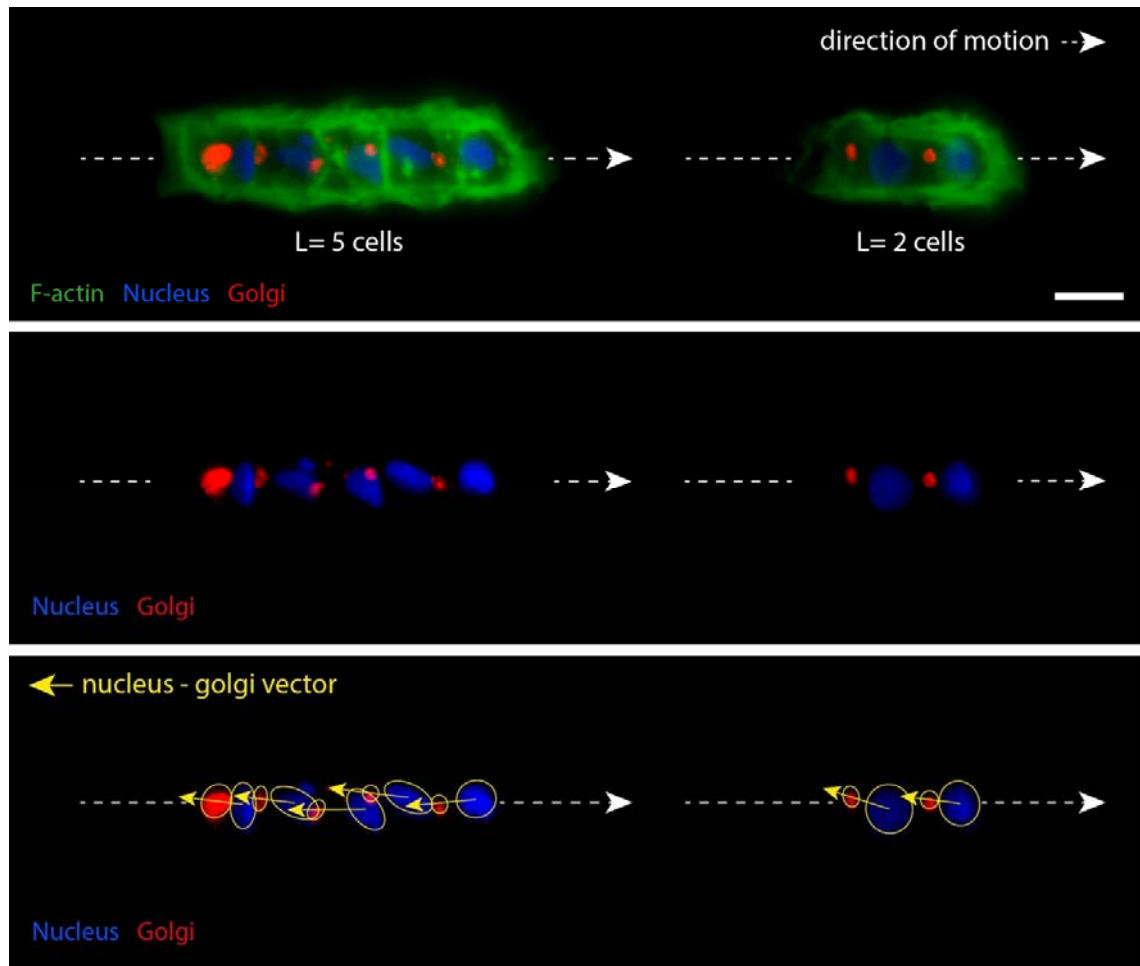 direction of motion
L= 5 cells
L= 2 cells
F-actin Nucleus Golgi
Nucleus Golgi
nucleus - golgi vector
Nucleus Golgi